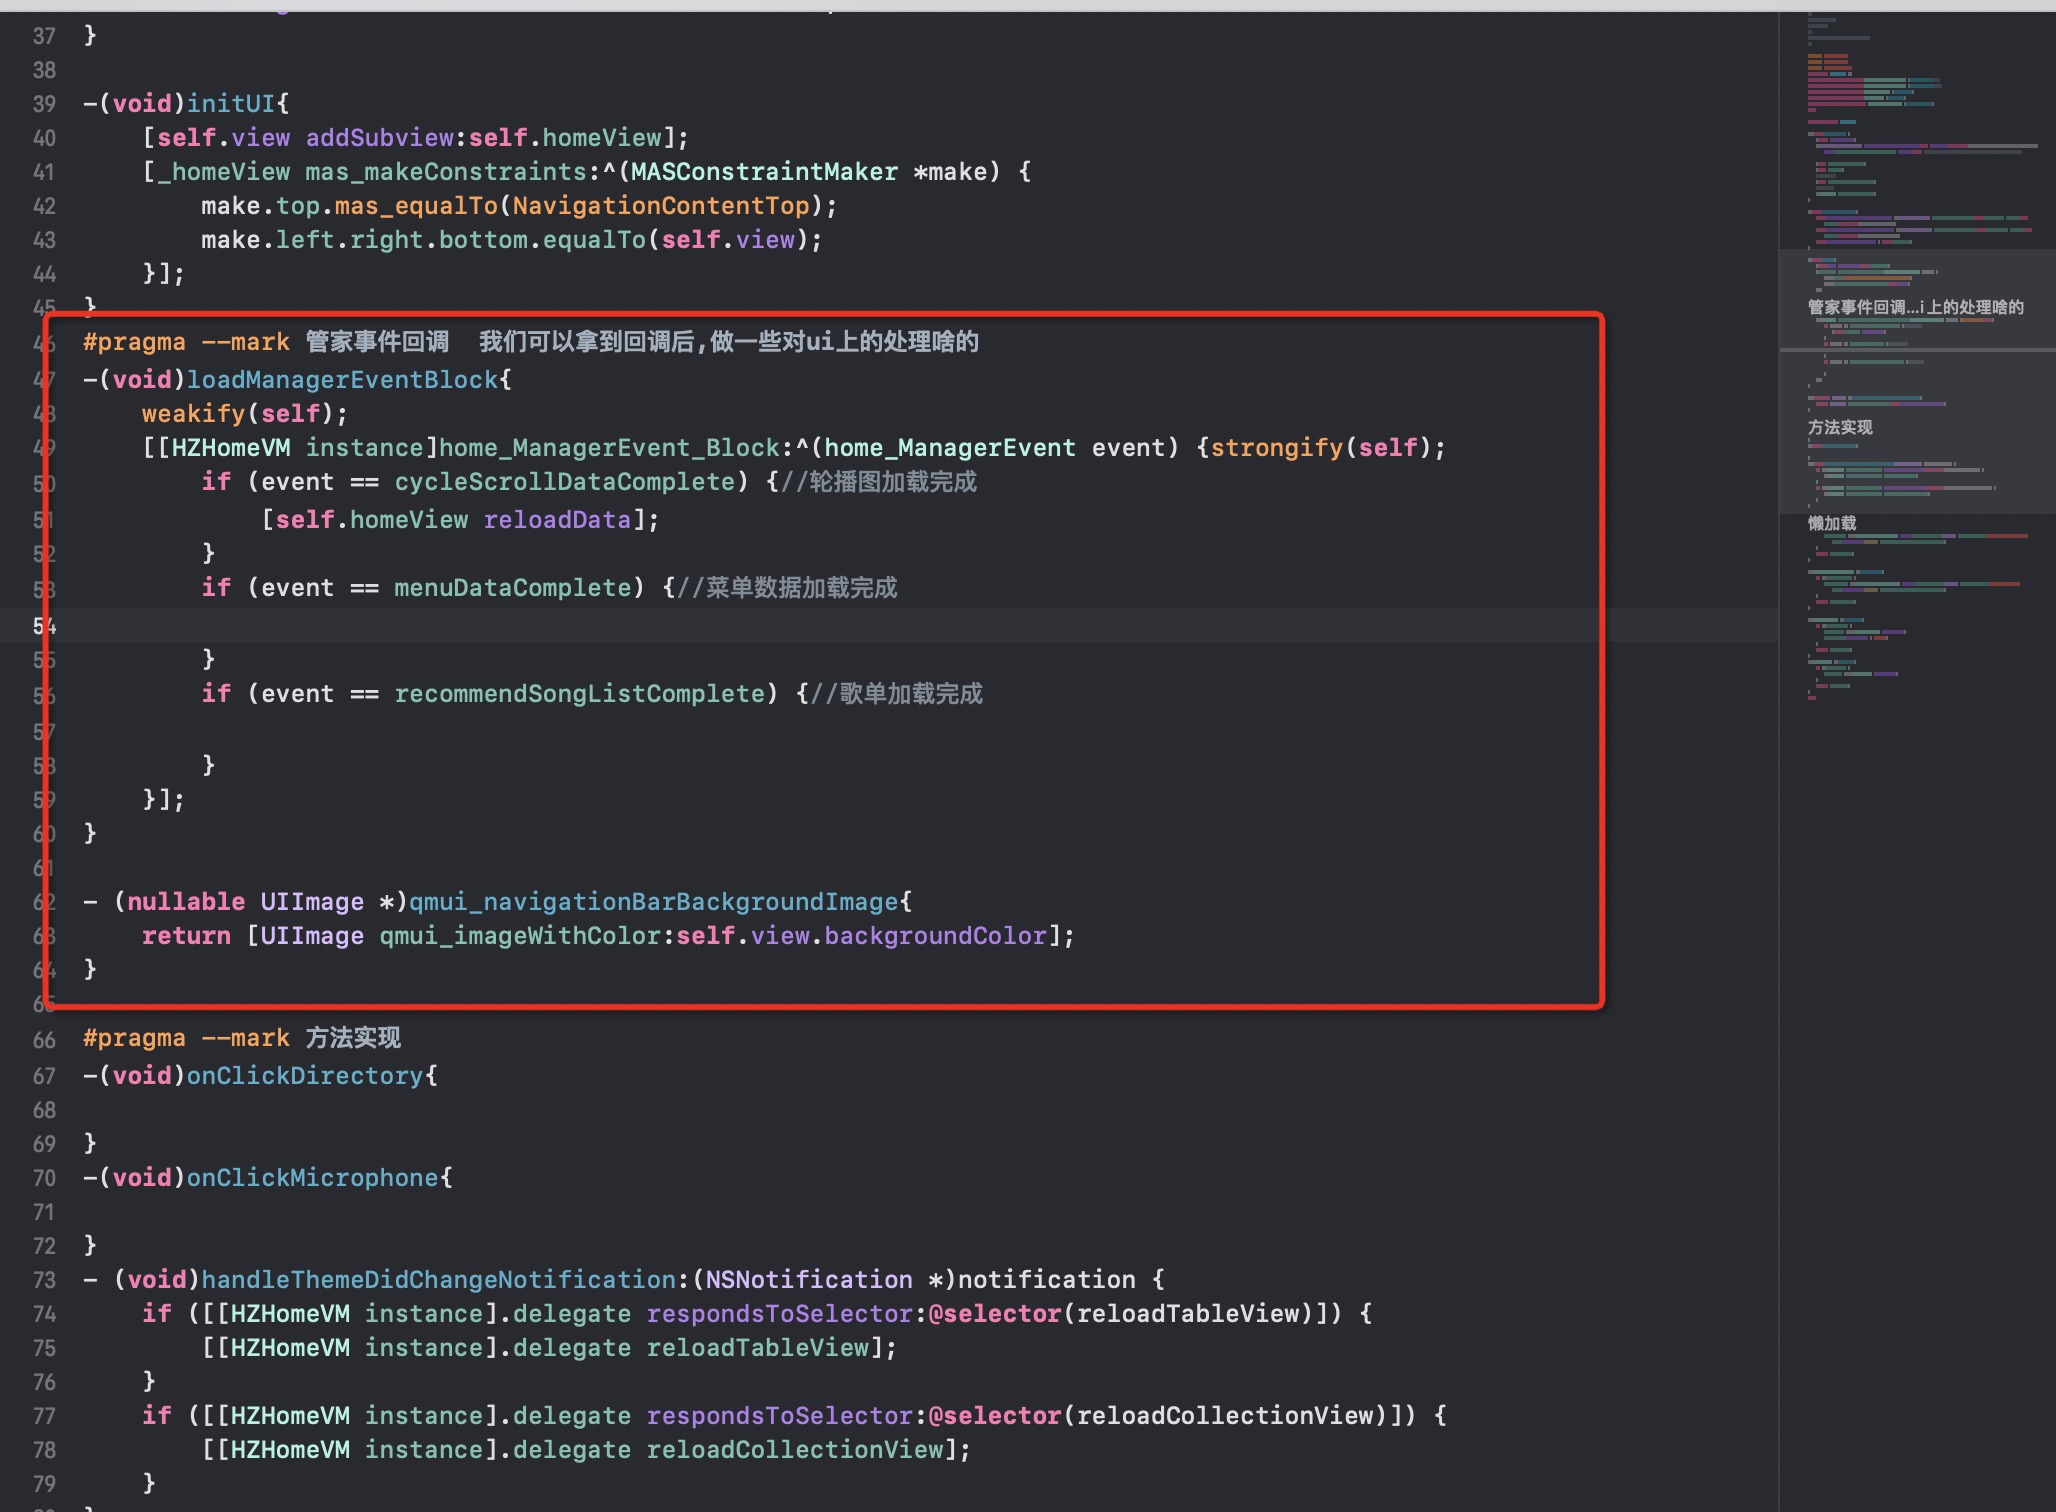 37 }
38
39 -(void)initUI{
40     [self.view addSubview:self.homeView];
41     [_homeView mas_makeConstraints:^(MASConstraintMaker *make) {
42         make.top.mas_equalTo(NavigationContentTop);
43         make.left.right.bottom.equalTo(self.view);
44     }];
45 }
46 #pragma --mark 管家事件回调  我们可以拿到回调后,做一些对ui上的处理啥的
47 -(void)loadManagerEventBlock{
48     weakify(self);
49     [[HZHomeVM instance]home_ManagerEvent_Block:^(home_ManagerEvent event) {strongify(self);
50         if (event == cycleScrollDataComplete) {//轮播图加载完成
51             [self.homeView reloadData];
52         }
53         if (event == menuDataComplete) {//菜单数据加载完成
54
55         }
56         if (event == recommendSongListComplete) {//歌单加载完成
57
58         }
59     }];
60 }
61
62 - (nullable UIImage *)qmui_navigationBarBackgroundImage{
63     return [UIImage qmui_imageWithColor:self.view.backgroundColor];
64 }
65
66 #pragma --mark 方法实现
67 -(void)onClickDirectory{
68
69 }
70 -(void)onClickMicrophone{
71
72 }
73 - (void)handleThemeDidChangeNotification:(NSNotification *)notification {
74     if ([[HZHomeVM instance].delegate respondsToSelector:@selector(reloadTableView)]) {
75         [[HZHomeVM instance].delegate reloadTableView];
76     }
77     if ([[HZHomeVM instance].delegate respondsToSelector:@selector(reloadCollectionView)]) {
78         [[HZHomeVM instance].delegate reloadCollectionView];
79     }
管家事件回调...i上的处理啥的
方法实现
懒加载